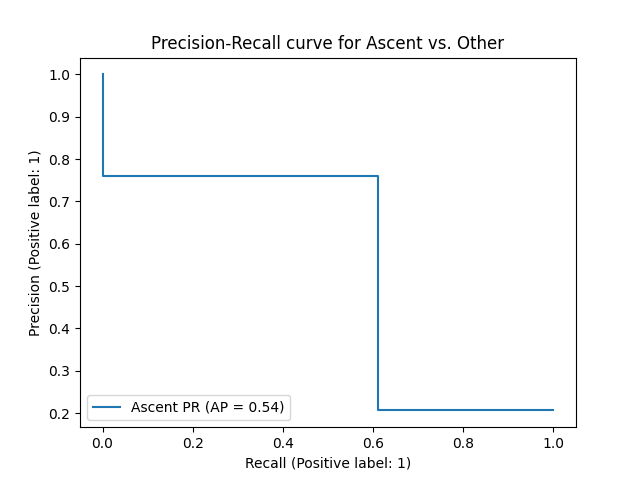 Precision-Recall curve for Ascent vs. Other
1.0
0.9
0.8
0.7
0.6
0.5
0.4
0.3
0.2
Precision (Positive label: 1)
Ascent PR (AP = 0.54)
0.0 0.2 0.4 0.6 0.8 1.0
Recall (Positive label: 1)